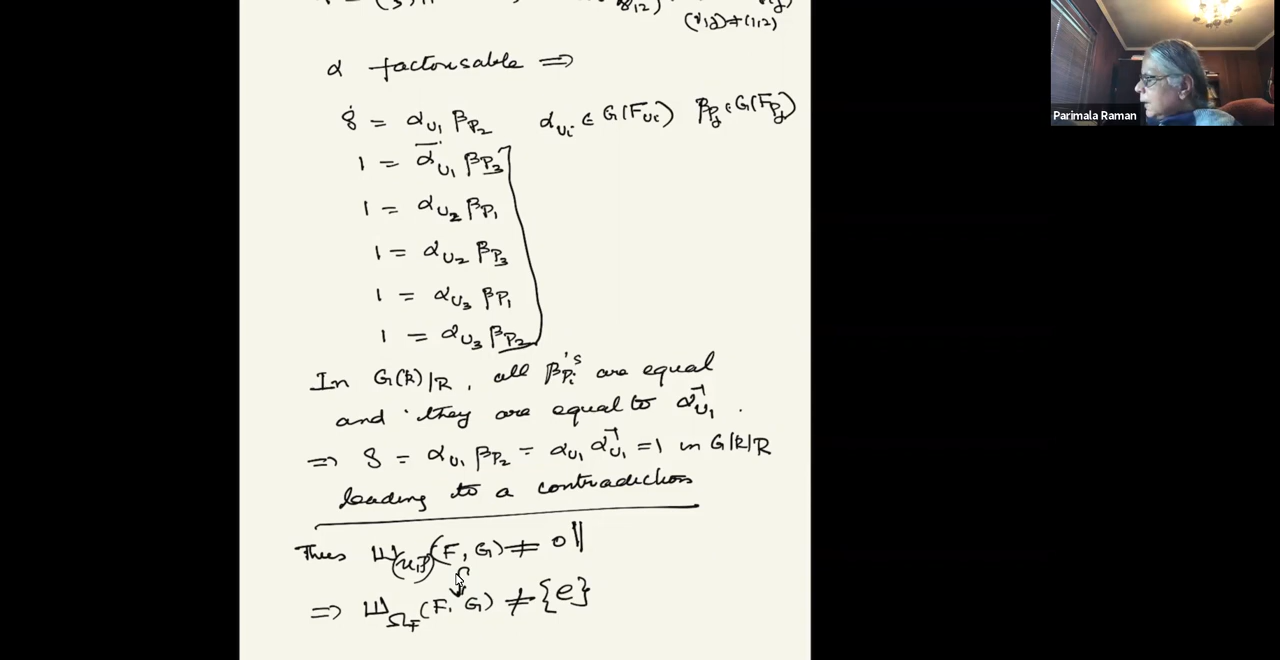 (γ,δ)≠(1,2)
α factorisable ⟹
g = α_{U_1} β_{P_2} α_{U_i} ∈ G(F_{U_i}) β_{P_j} ∈ G(F_{P_j})
1 = α_{U_1} β_{P_3}
1 = α_{U_2} β_{P_1}
1 = α_{U_2} β_{P_3}
1 = α_{U_3} β_{P_1}
1 = α_{U_3} β_{P_2}
In G(k)/R, all β_{P_i}'s are equal
and they are equal to α_{U_1}^{-1}.
⟹ g = α_{U_1} β_{P_2} = α_{U_1} α_{U_1}^{-1} = 1 in G(k)/R
leading to a contradiction
Thus Ш_{(U,P)}(F, G) ≠ 0
⟹ Ш_{Ω_F}(F, G) ≠ {e}
Parimala Raman